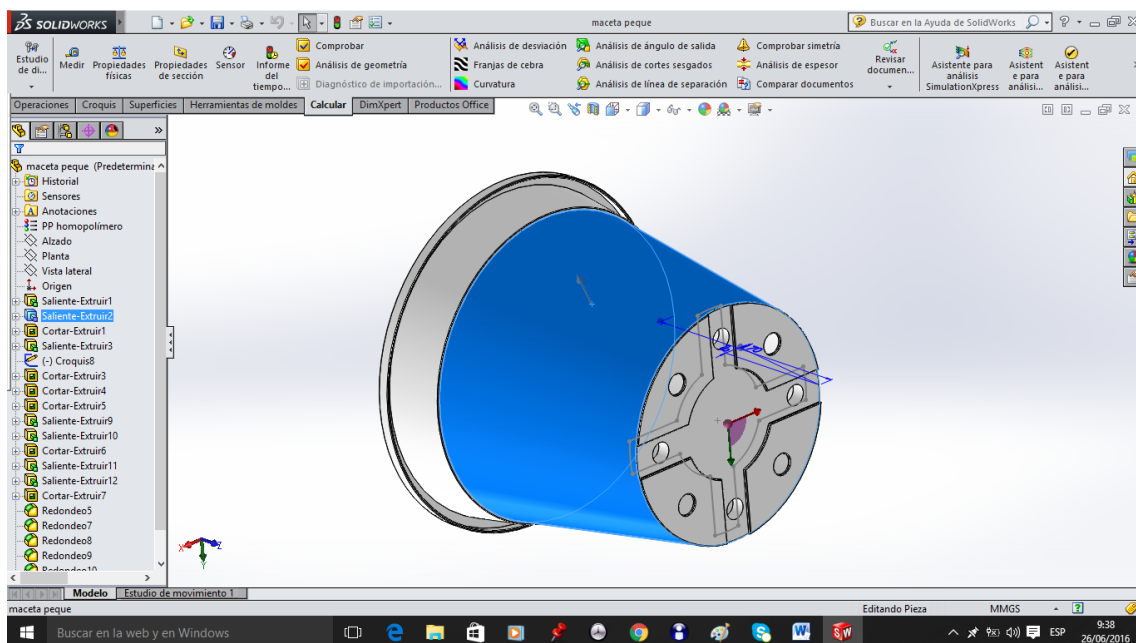 SOLIDWORKS
maceta peque
Buscar en la Ayuda de SolidWorks
Estudio de di...
Medir
Propiedades físicas
Propiedades de sección
Sensor
Informe del tiempo...
Comprobar
Análisis de geometría
Diagnóstico de importación...
Análisis de desviación
Franjas de cebra
Curvatura
Análisis de ángulo de salida
Análisis de cortes sesgados
Análisis de línea de separación
Comprobar simetría
Análisis de espesor
Comparar documentos
Revisar documen...
Asistente para análisis SimulationXpress
Asistent e para análisi...
Asistent e para análisi...
Operaciones
Croquis
Superficies
Herramientas de moldes
Calcular
DimXpert
Productos Office
maceta peque (Predetermina
Historial
Sensores
Anotaciones
PP homopolímero
Alzado
Planta
Vista lateral
Origen
Saliente-Extruir1
Saliente-Extruir2
Cortar-Extruir1
Saliente-Extruir3
(-) Croquis8
Cortar-Extruir3
Cortar-Extruir4
Cortar-Extruir5
Saliente-Extruir9
Saliente-Extruir10
Cortar-Extruir6
Saliente-Extruir11
Saliente-Extruir12
Cortar-Extruir7
Redondeo5
Redondeo7
Redondeo8
Redondeo9
Redondeo10
X
Z
Y
Modelo
Estudio de movimiento 1
maceta peque
Editando Pieza
MMGS
Buscar en la web y en Windows
ESP
9:38
26/06/2016